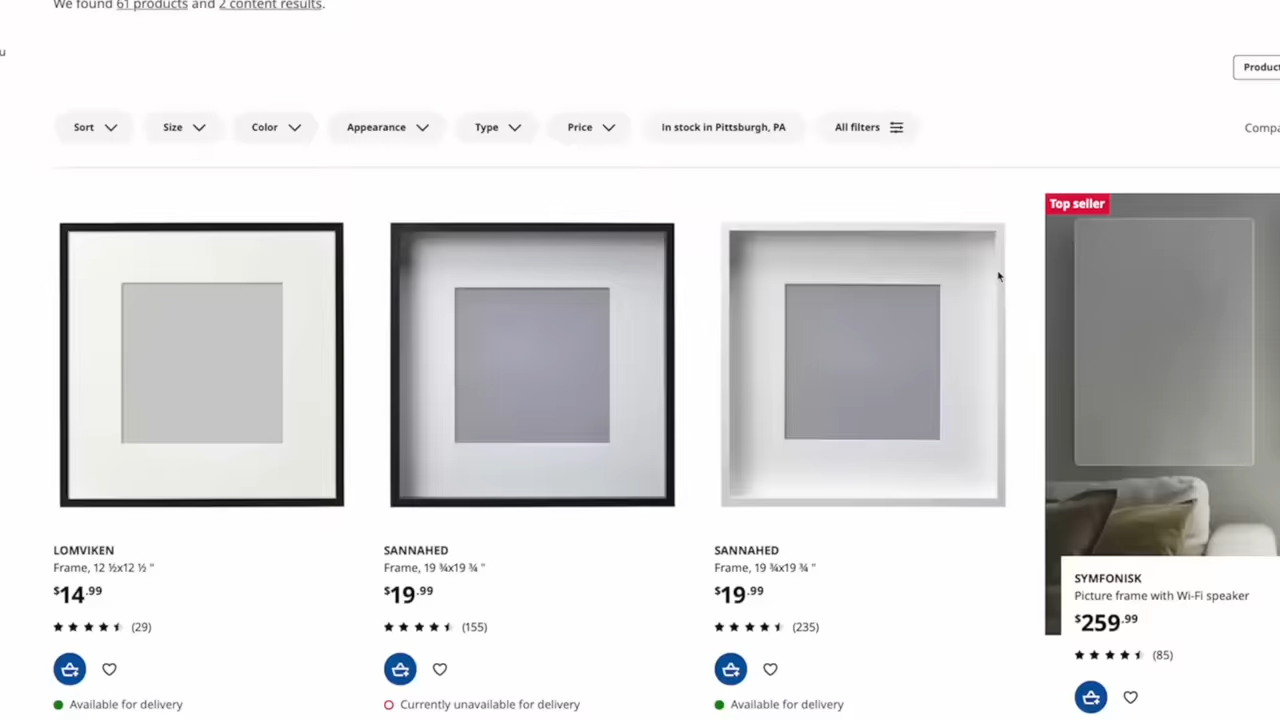 We found 61 products and 2 content results.
u
Product
Sort
Size
Color
Appearance
Type
Price
In stock in Pittsburgh, PA
All filters
Compa
Top seller
LOMVIKEN
Frame, 12 ½x12 ½ "
$14.99
(29)
Available for delivery
SANNAHED
Frame, 19 ¾x19 ¾ "
$19.99
(155)
Currently unavailable for delivery
SANNAHED
Frame, 19 ¾x19 ¾ "
$19.99
(235)
Available for delivery
SYMFONISK
Picture frame with Wi-Fi speaker
$259.99
(85)